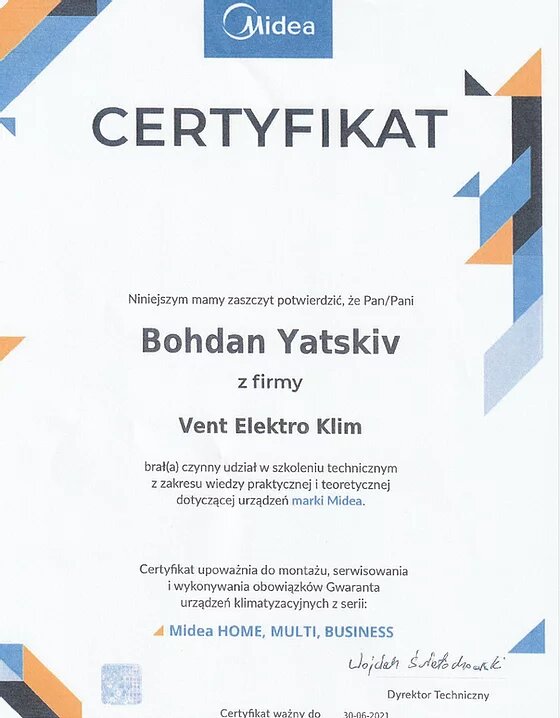 Midea
CERTYFIKAT
Niniejszym mamy zaszczyt potwierdzić, że Pan/Pani
Bohdan Yatskiv
z firmy
Vent Elektro Klim
brał(a) czynny udział w szkoleniu technicznym
z zakresu wiedzy praktycznej i teoretycznej
dotyczącej urządzeń marki Midea.
Certyfikat upoważnia do montażu, serwisowania
i wykonywania obowiązków Gwaranta
urządzeń klimatyzacyjnych z serii:
Midea HOME, MULTI, BUSINESS
Dyrektor Techniczny
Certyfikat ważny do 30-06-2021